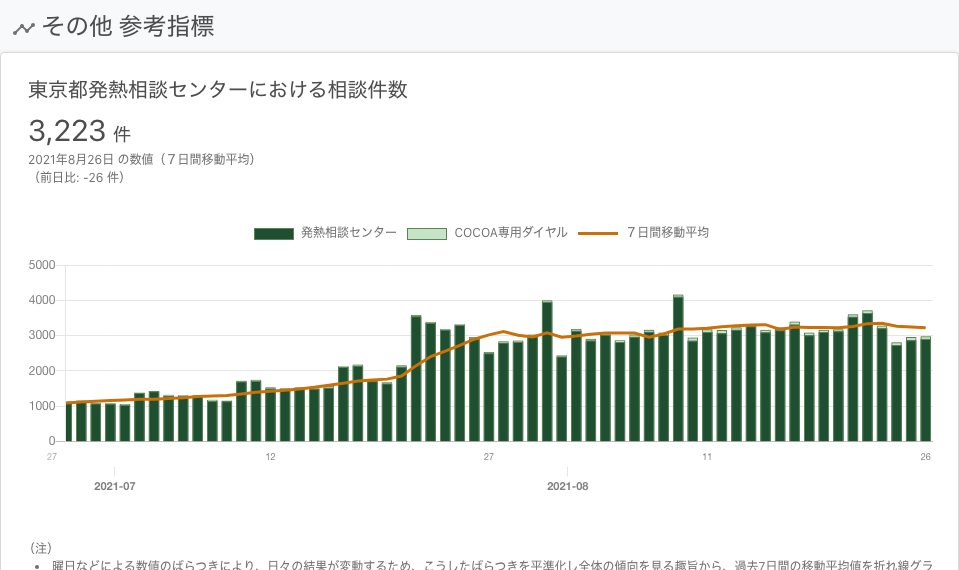 その他 参考指標
東京都発熱相談センターにおける相談件数
3,223 件
2021年8月26日 の数値（７日間移動平均）
（前日比: -26 件）
発熱相談センター COCOA専用ダイヤル ７日間移動平均
5000
4000
3000
2000
1000
0
27 12 27 11 26
2021-07 2021-08
（注）
• 曜日などによる数値のばらつきにより、日々の結果が変動するため、こうしたばらつきを平準化し全体の傾向を見る趣旨から、過去7日間の移動平均値を折れ線グラ